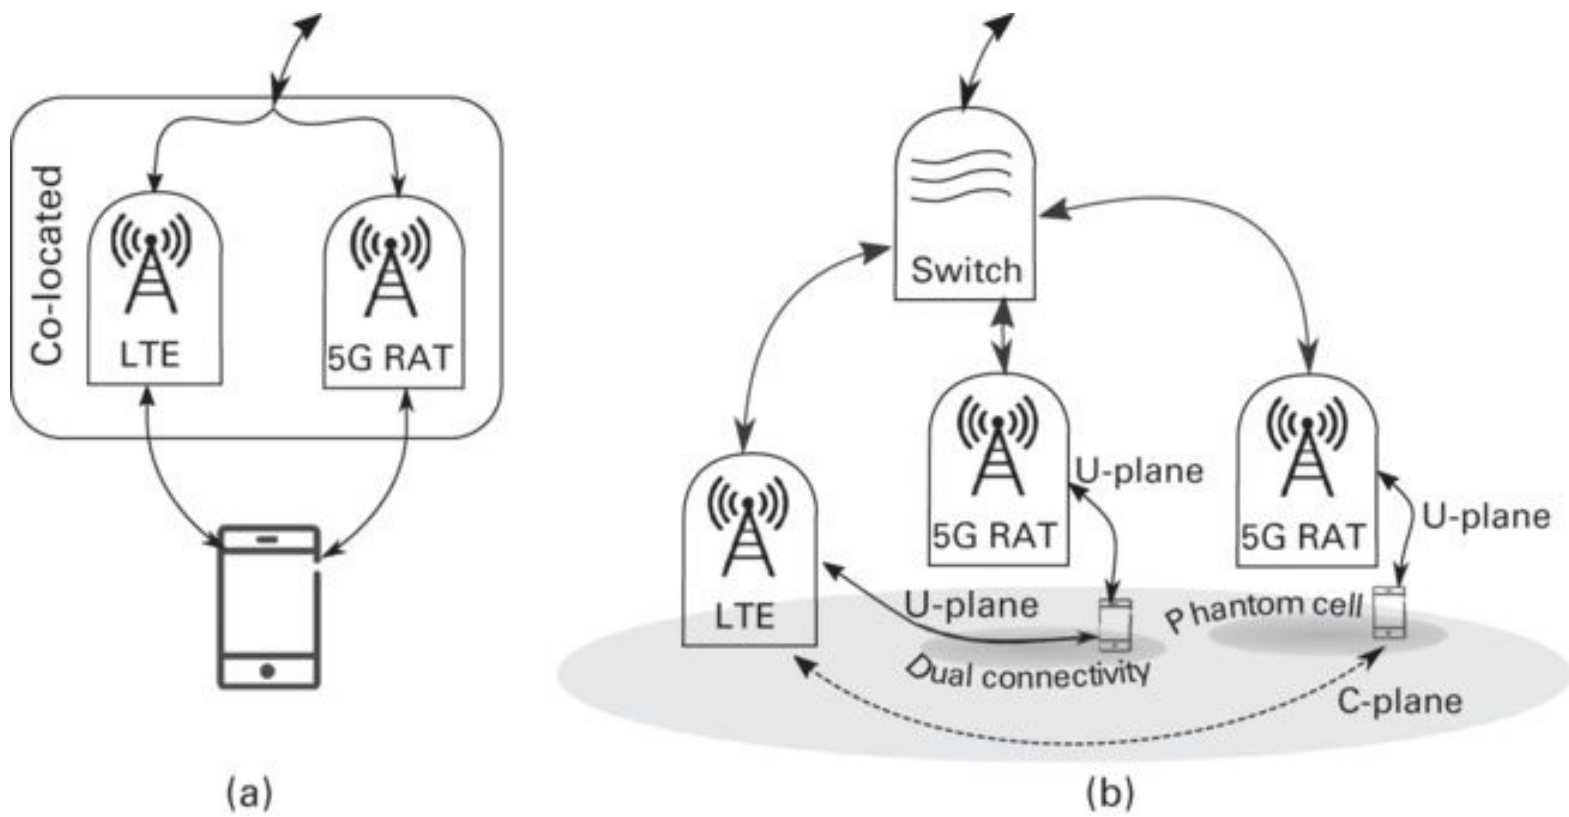 Co-located
LTE
5G RAT
(a)
Switch
5G RAT
U-plane
5G RAT
U-plane
LTE
U-plane
Dual connectivity
Phantom cell
C-plane
(b)